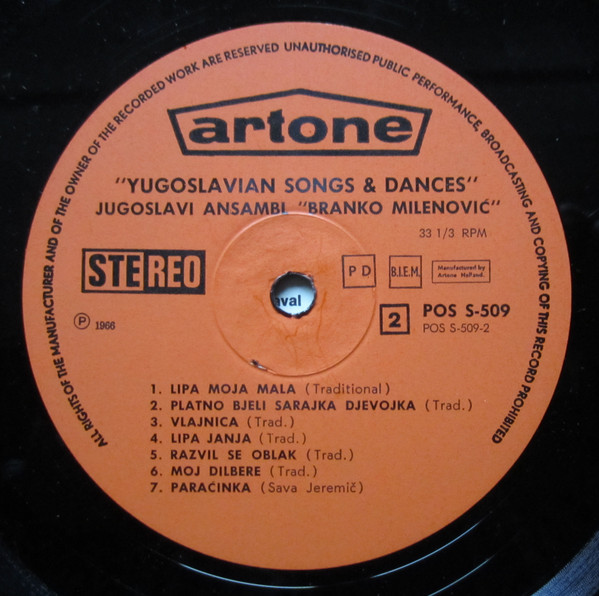 ALL RIGHTS OF THE MANUFACTURER AND OF THE OWNER OF THE RECORDED WORK ARE RESERVED UNAUTHORISED PUBLIC PERFORMANCE, BROADCASTING AND COPYING OF THIS RECORD PROHIBITED
artone
"YUGOSLAVIAN SONGS & DANCES"
JUGOSLAVI ANSAMBL "BRANKO MILENOVIĆ"
33 1/3 RPM
STEREO
P D
B.I.E.M.
Manufactured by
Artone Holland.
aval
Ⓟ 1966
2
POS S-509
POS S-509-2
1. LIPA MOJA MALA (Traditional)
2. PLATNO BJELI SARAJKA DJEVOJKA (Trad.)
3. VLAJNICA (Trad.)
4. LIPA JANJA (Trad.)
5. RAZVIL SE OBLAK (Trad.)
6. MOJ DILBERE (Trad.)
7. PARAĆINKA (Sava Jeremič)